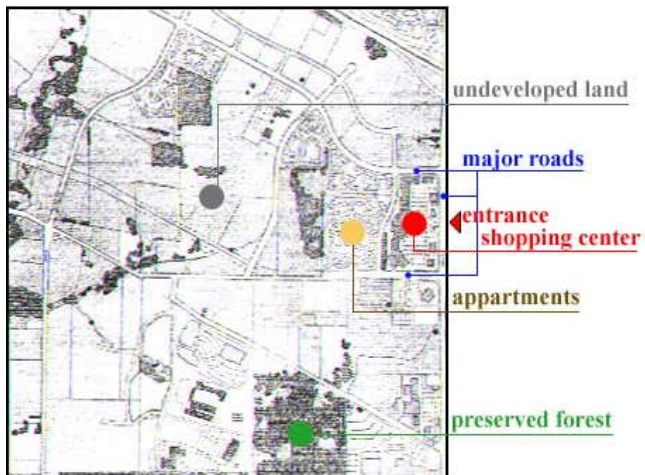 undeveloped land
major roads
entrance
shopping center
appartments
preserved forest